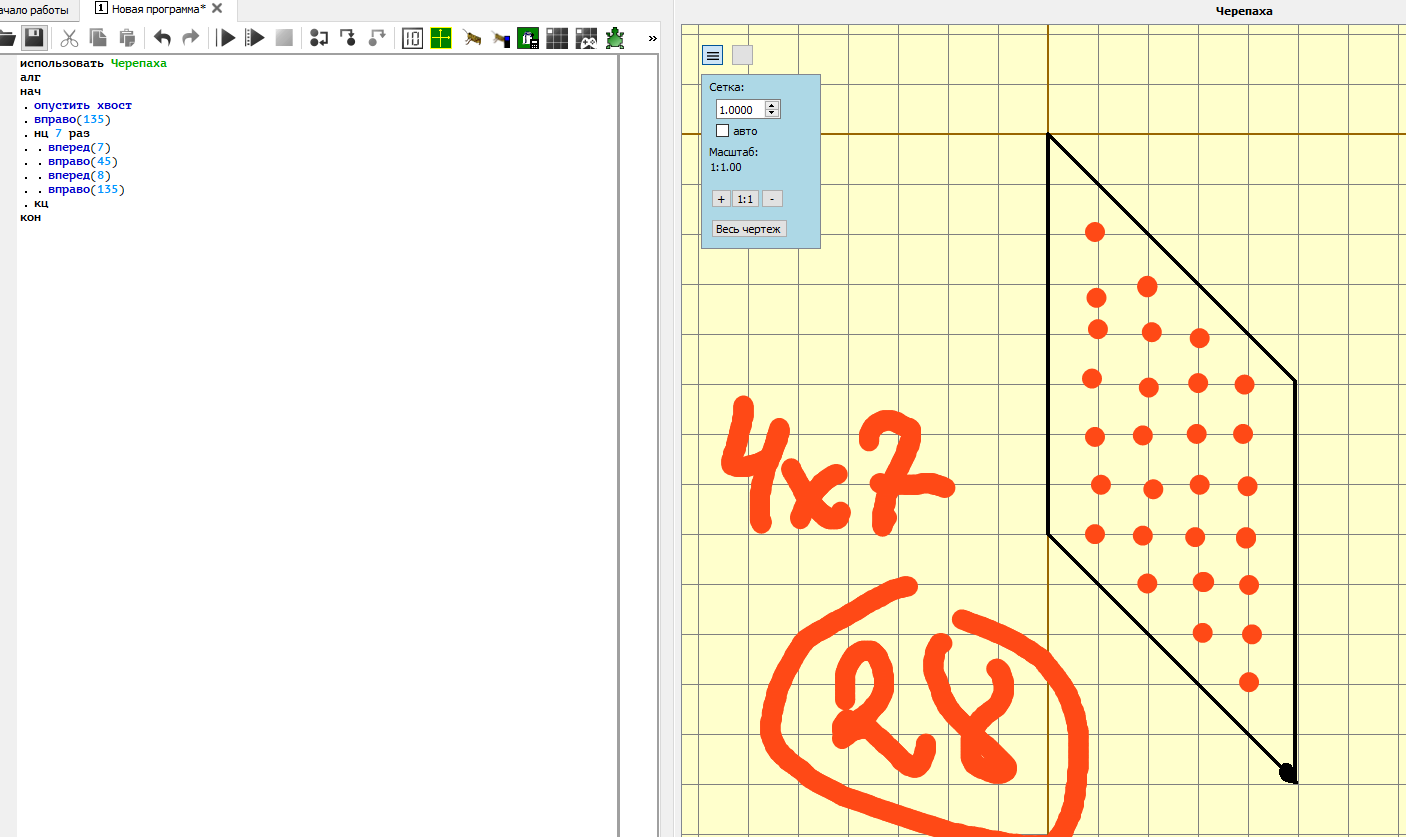 ачало работы
1 Новая программа*
Черепаха
»
использовать Черепаха
алг
нач
. опустить хвост
. вправо(135)
. нц 7 раз
. . вперед(7)
. . вправо(45)
. . вперед(8)
. . вправо(135)
. кц
кон
Сетка:
1.0000
авто
Масштаб:
1:1.00
+ 1:1 -
Весь чертеж
4x7
28